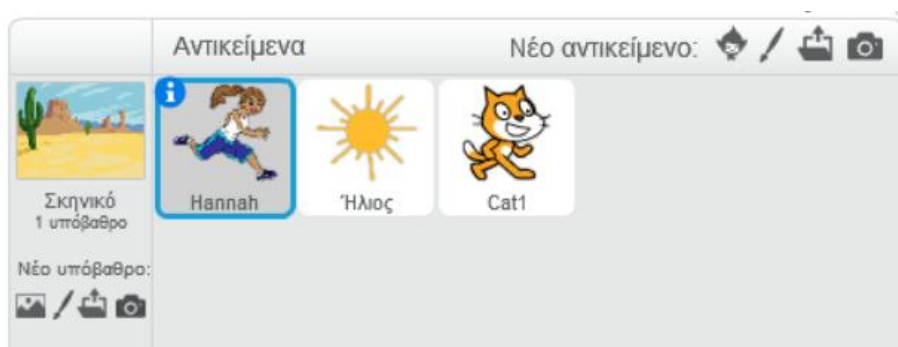 Αντικείμενα
Νέο αντικείμενο:
Σκηνικό
1 υπόβαθρο
Νέο υπόβαθρο:
Hannah
Ήλιος
Cat1